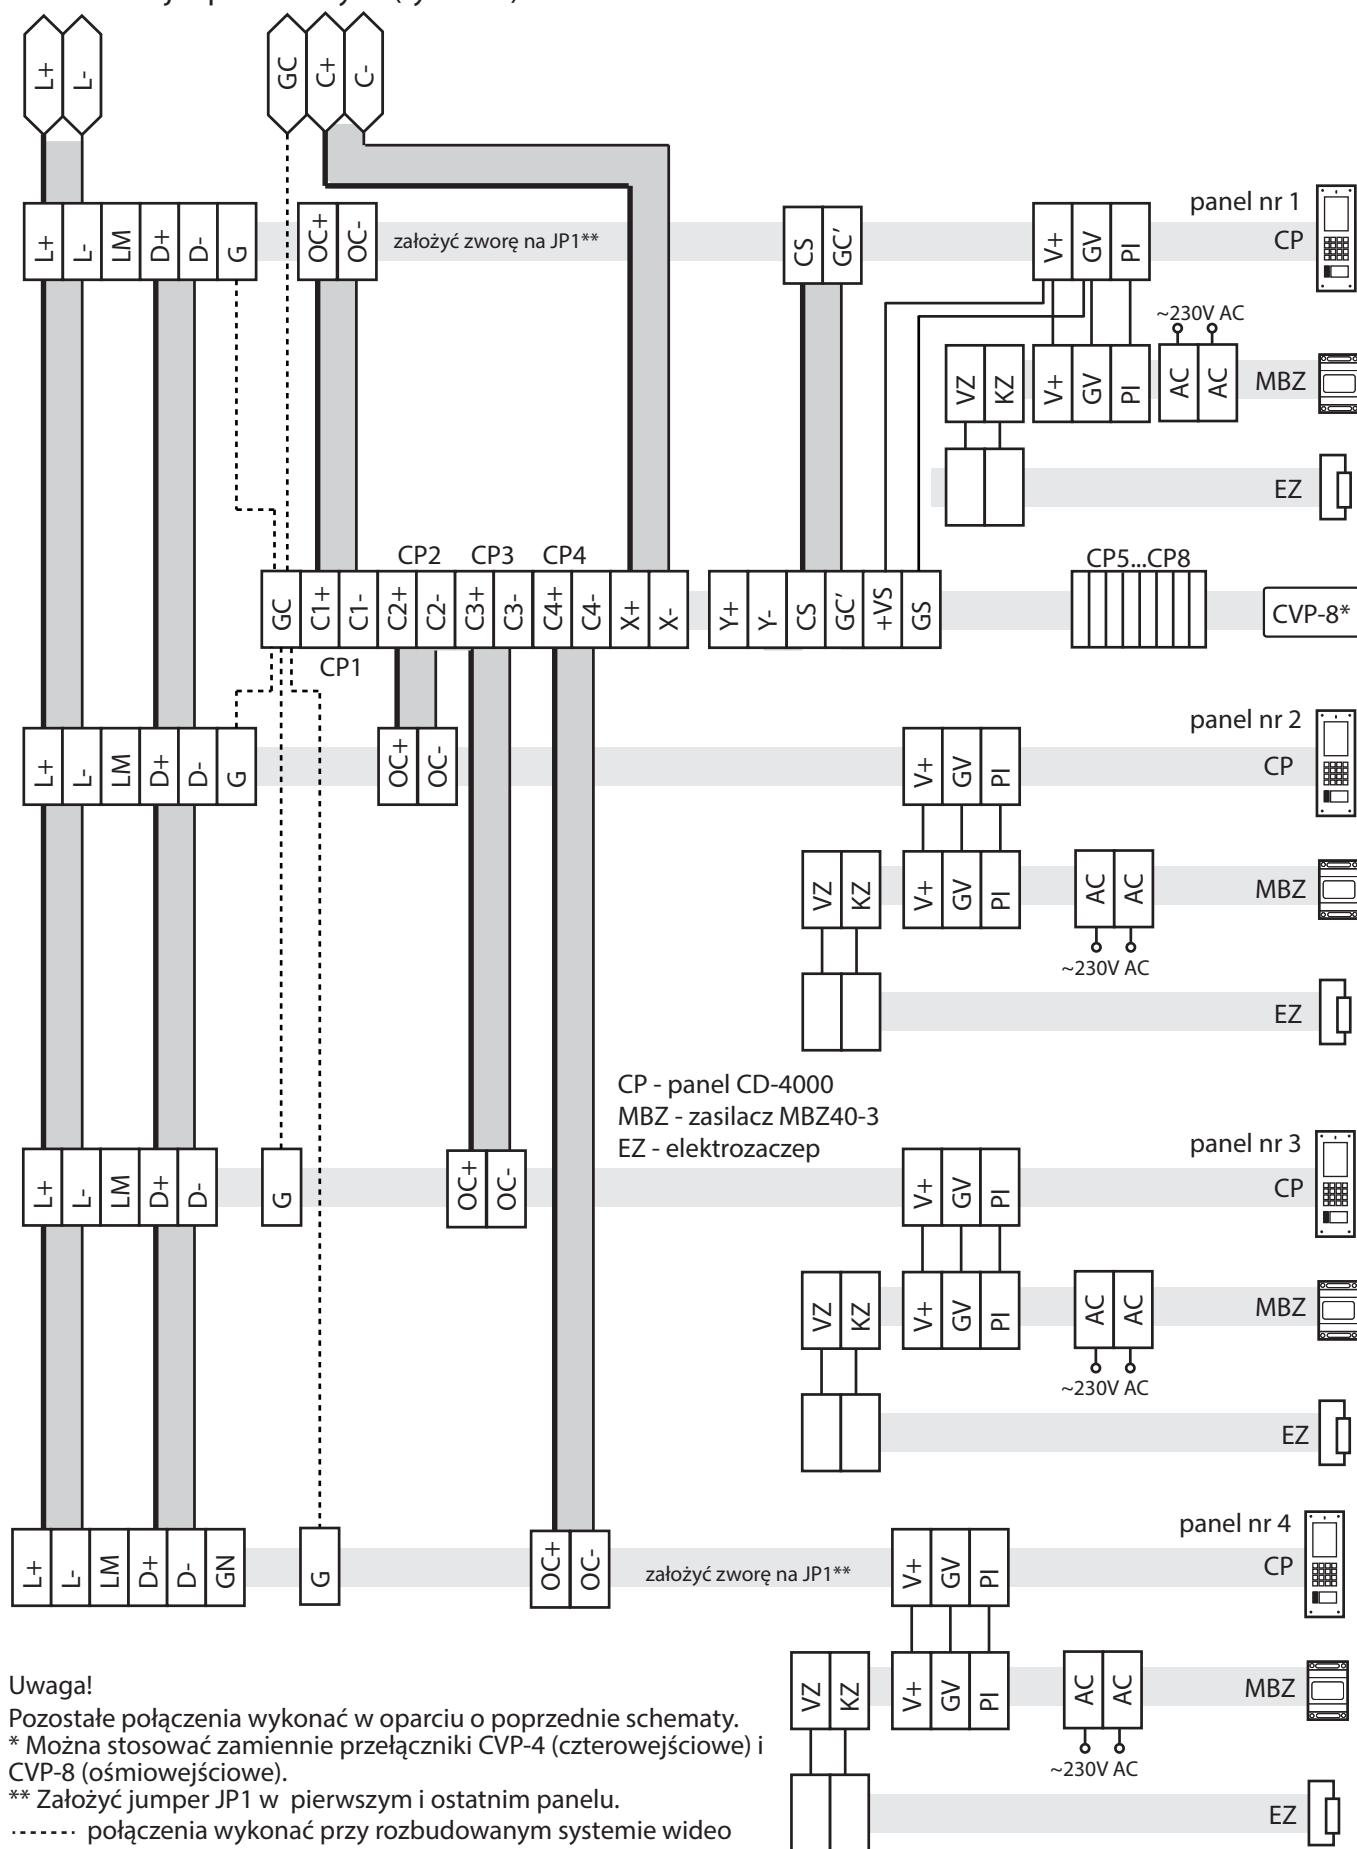 L+ L- GC C+ C-
panel nr 1
L+ L- LM D+ D- G OC+ OC- założyć zworę na JP1** CS GC' V+ GV PI CP
~230V AC
VZ KZ V+ GV PI AC AC MBZ
EZ
CP2 CP3 CP4 CP5...CP8
GC C1+ C1- C2+ C2- C3+ C3- C4+ C4- X+ X- Y+ Y- CS GC' +VS GS CVP-8*
CP1
panel nr 2
L+ L- LM D+ D- G OC+ OC- V+ GV PI CP
VZ KZ V+ GV PI AC AC MBZ
~230V AC
EZ
CP - panel CD-4000
MBZ - zasilacz MBZ40-3
EZ - elektrozaczep
panel nr 3
L+ L- LM D+ D- G OC+ OC- V+ GV PI CP
VZ KZ V+ GV PI AC AC MBZ
~230V AC
EZ
panel nr 4
L+ L- LM D+ D- GN G OC+ OC- założyć zworę na JP1** V+ GV PI CP
VZ KZ V+ GV PI AC AC MBZ
~230V AC
EZ
Uwaga!
Pozostałe połączenia wykonać w oparciu o poprzednie schematy.
* Można stosować zamiennie przełączniki CVP-4 (czterowejściowe) i
CVP-8 (ośmiowejściowe).
** Założyć jumper JP1 w pierwszym i ostatnim panelu.
połączenia wykonać przy rozbudowanym systemie wideo